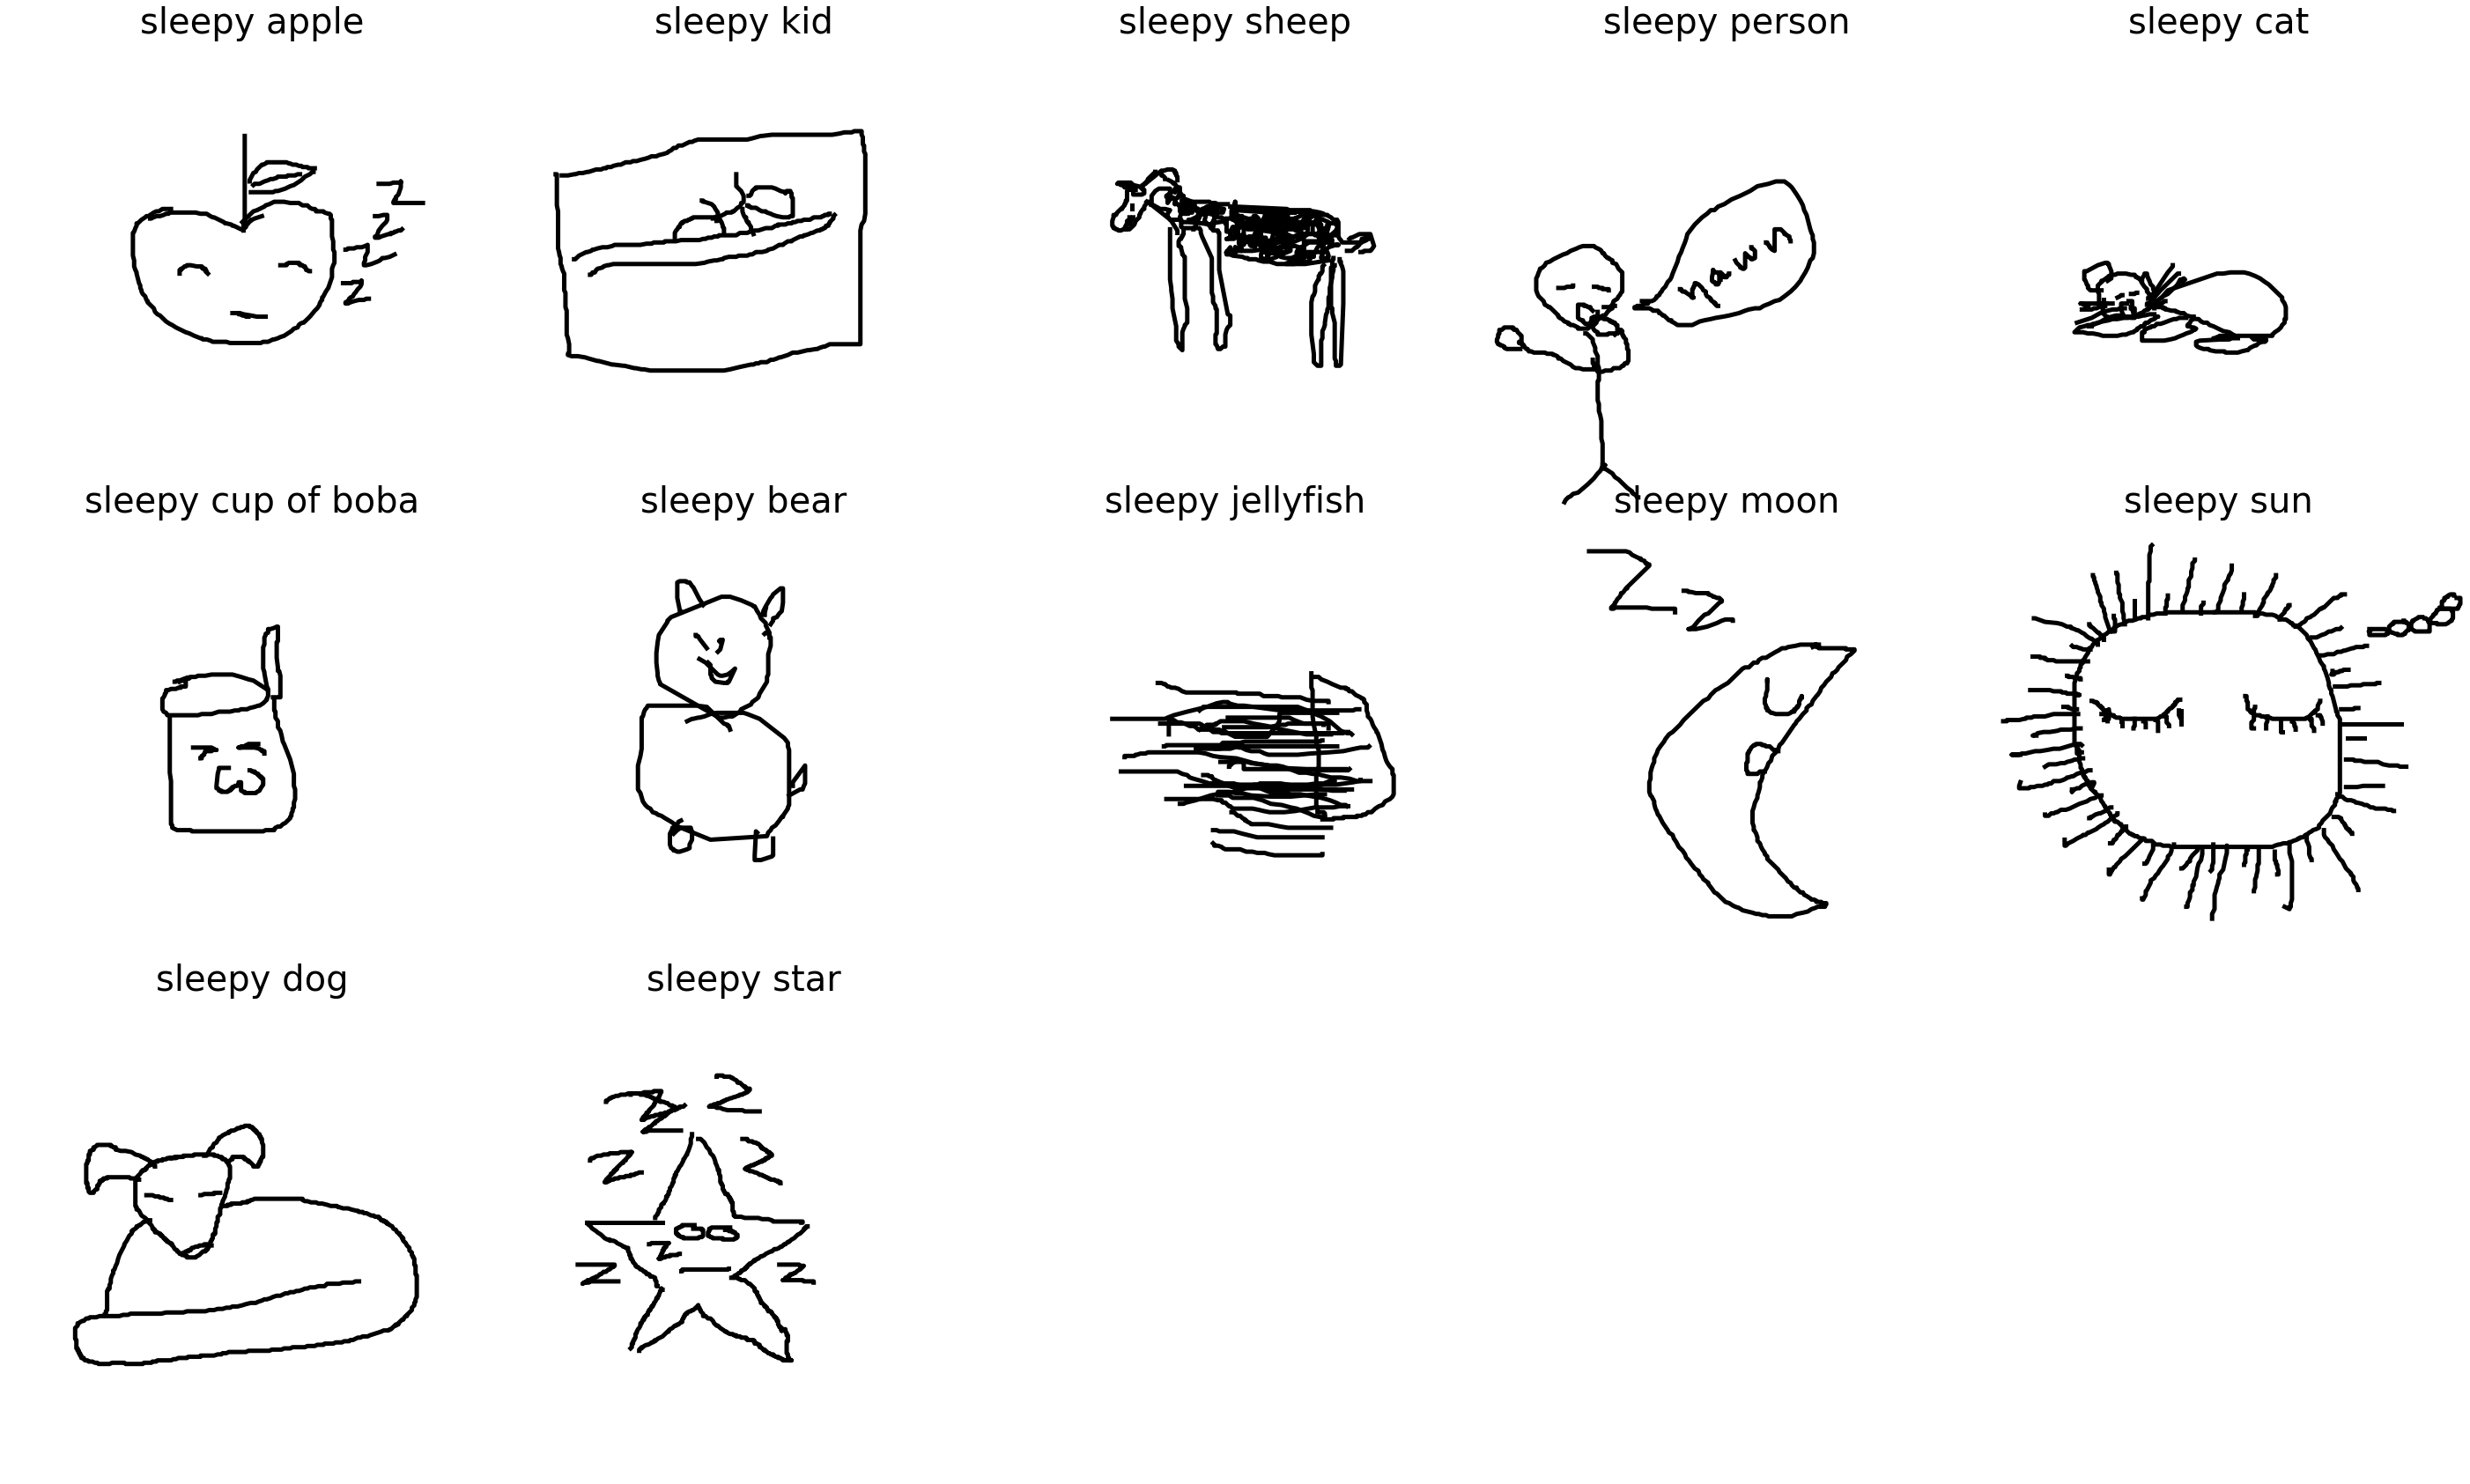 sleepy apple
sleepy kid
sleepy sheep
sleepy person
sleepy cat
z
z
z
z
yawn
sleepy cup of boba
sleepy bear
sleepy jellyfish
sleepy moon
sleepy sun
Z
z
sleepy dog
sleepy star
z
z
z
z
z
z
z